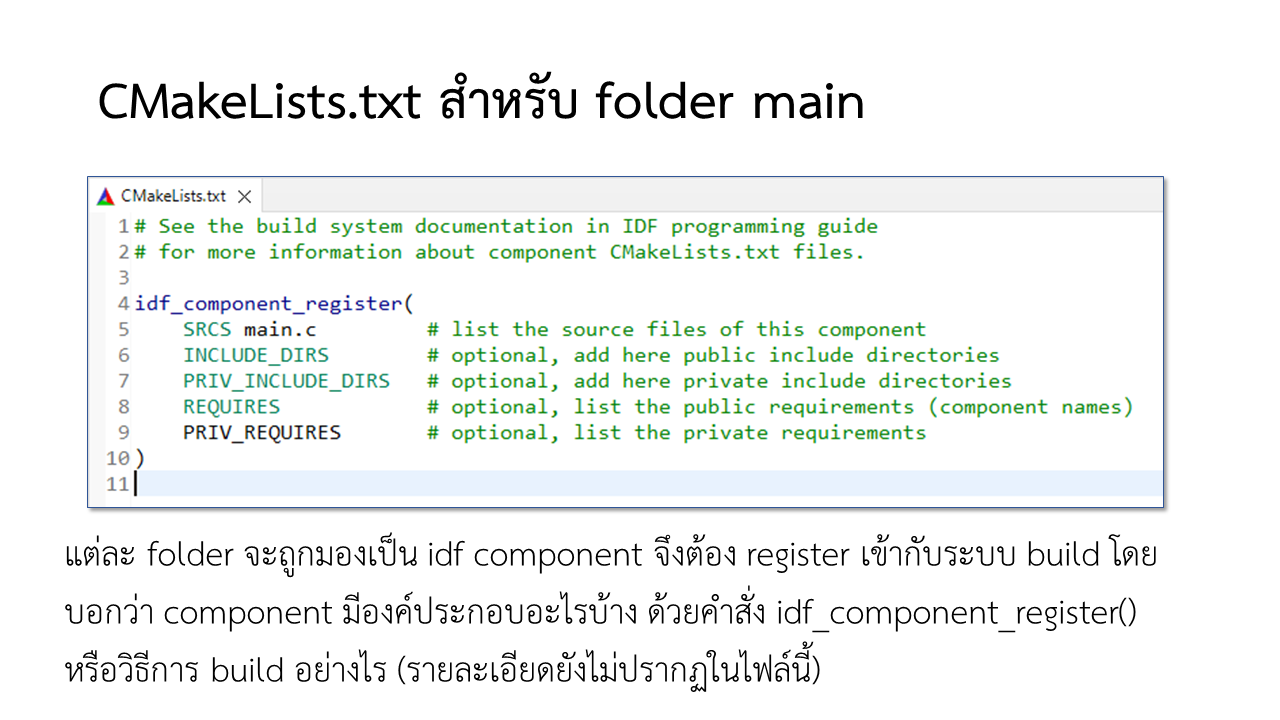 CMakeLists.txt สำหรับ folder main
CMakeLists.txt
1 # See the build system documentation in IDF programming guide
2 # for more information about component CMakeLists.txt files.
3
4 idf_component_register(
5     SRCS main.c         # list the source files of this component
6     INCLUDE_DIRS        # optional, add here public include directories
7     PRIV_INCLUDE_DIRS   # optional, add here private include directories
8     REQUIRES            # optional, list the public requirements (component names)
9     PRIV_REQUIRES       # optional, list the private requirements
10 )
11
แต่ละ folder จะถูกมองเป็น idf component จึงต้อง register เข้ากับระบบ build โดย
บอกว่า component มีองค์ประกอบอะไรบ้าง ด้วยคำสั่ง idf_component_register()
หรือวิธีการ build อย่างไร (รายละเอียดยังไม่ปรากฏในไฟล์นี้)